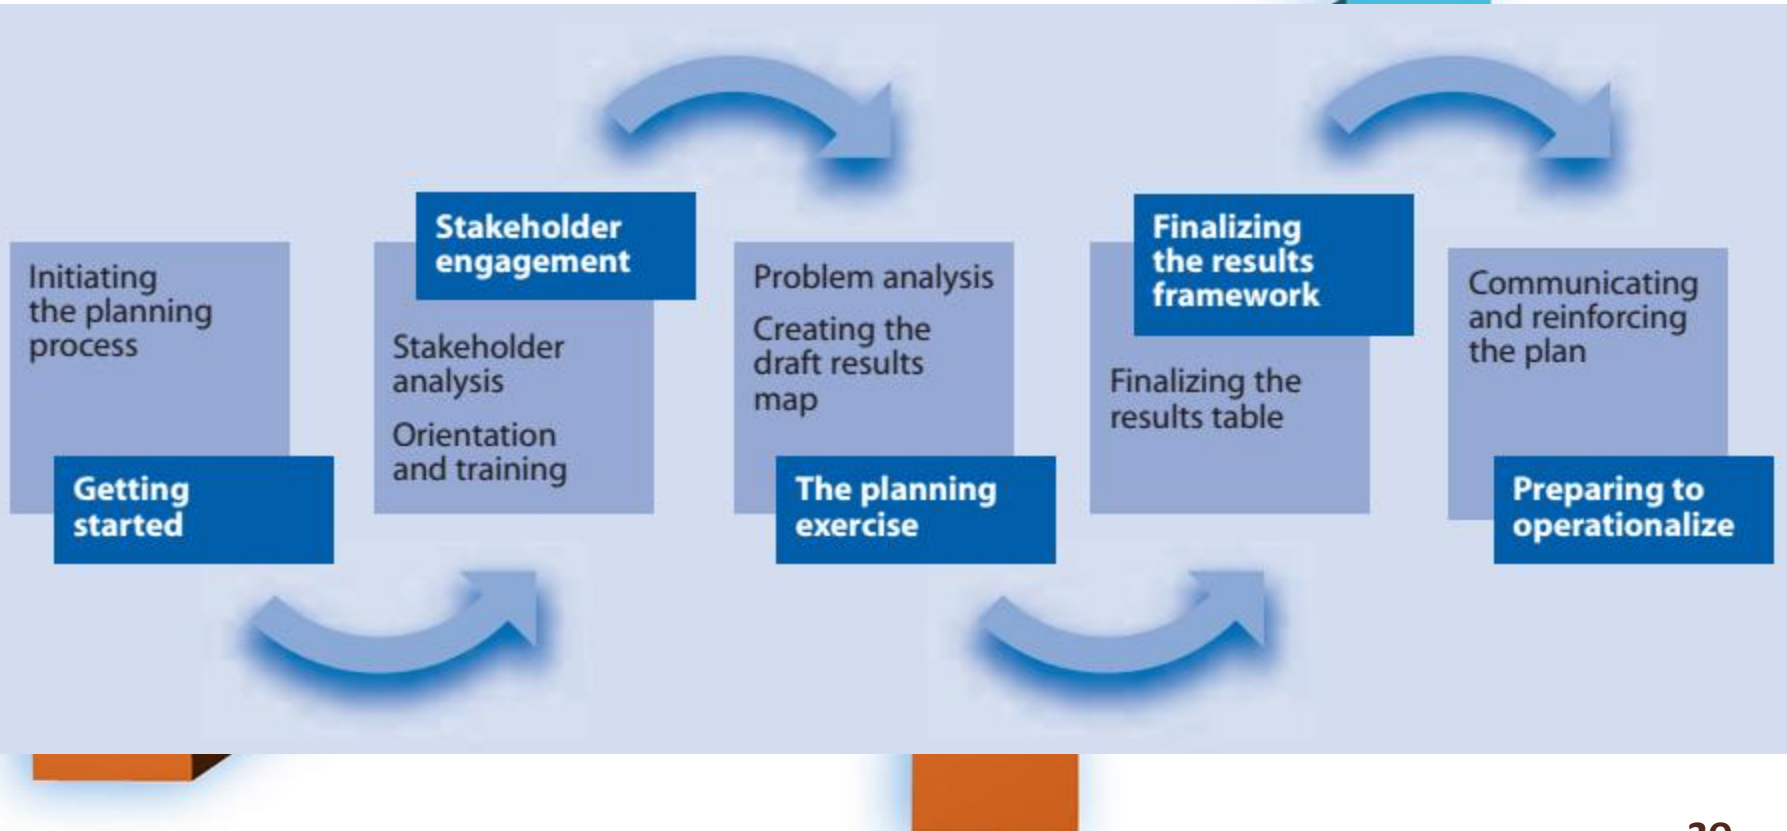 Initiating
the planning
process
Getting
started
Stakeholder
engagement
Stakeholder
analysis
Orientation
and training
Problem analysis
Creating the
draft results
map
The planning
exercise
Finalizing
the results
framework
Finalizing the
results table
Communicating
and reinforcing
the plan
Preparing to
operationalize